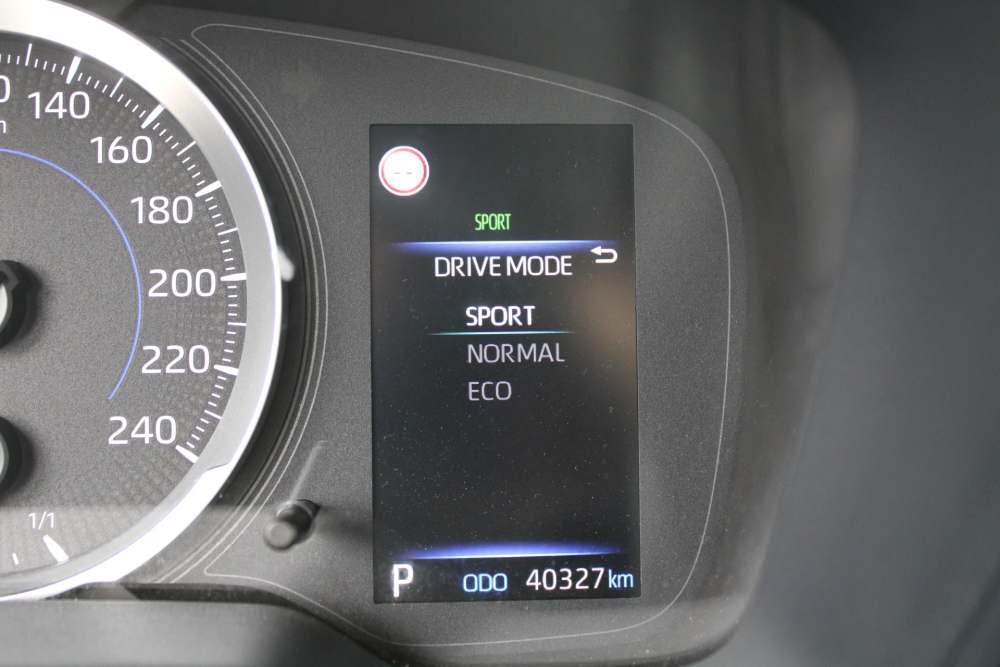 140
160
180
200
220
240
1/1
--
SPORT
DRIVE MODE
SPORT
NORMAL
ECO
P ODO 40327 km